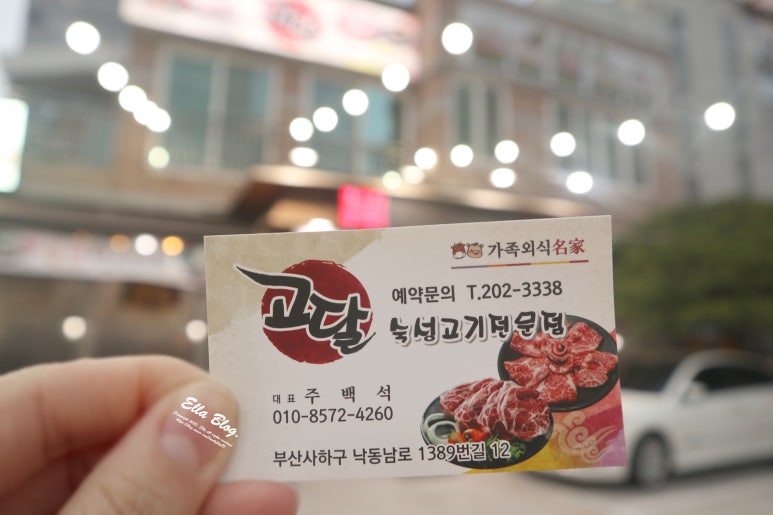 가족외식名家
예약문의 T.202-3338
고달
숙성고기전문점
대표 주 백 석
010-8572-4260
부산사하구 낙동남로 1389번길 12
Ella Blog.